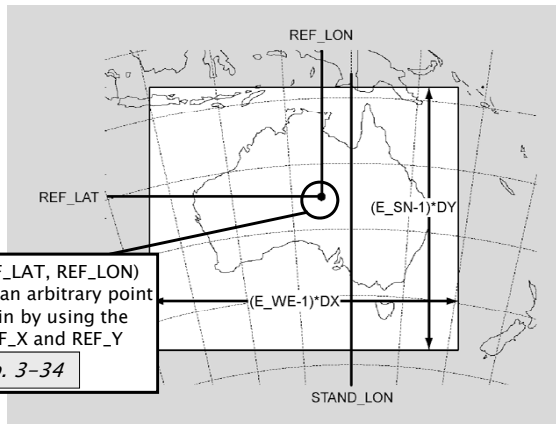 REF_LON
REF_LAT
(E_SN-1)*DY
F_LAT, REF_LON)
an arbitrary point
in by using the
F_X and REF_Y
. 3-34
(E_WE-1)*DX
STAND_LON